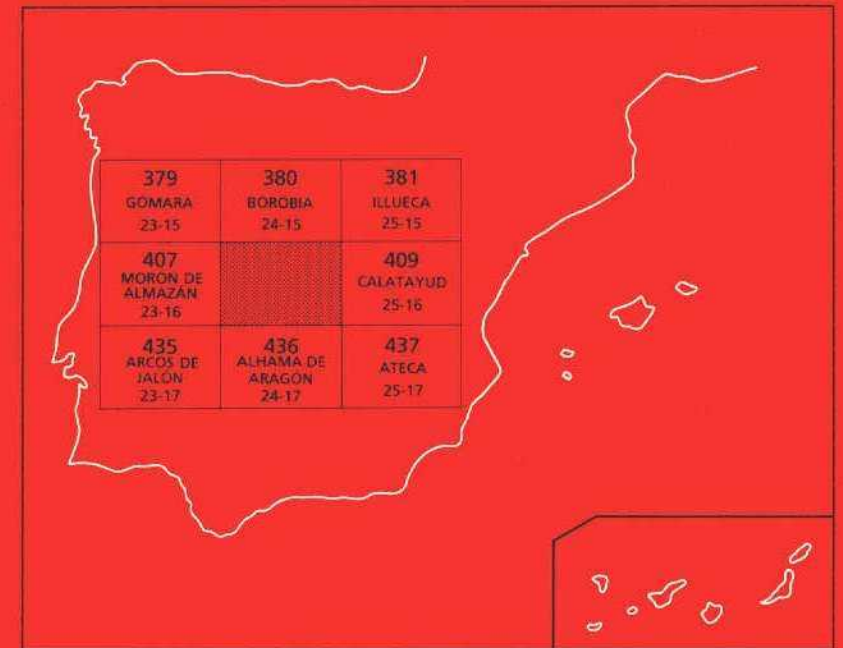 379
GÓMARA
23-15
380
BOROBIA
24-15
381
ILLUECA
25-15
407
MORON DE
ALMAZÁN
23-16
409
CALATAYUD
25-16
435
ARCOS DE
JALÓN
23-17
436
ALHAMA DE
ARAGÓN
24-17
437
ATECA
25-17